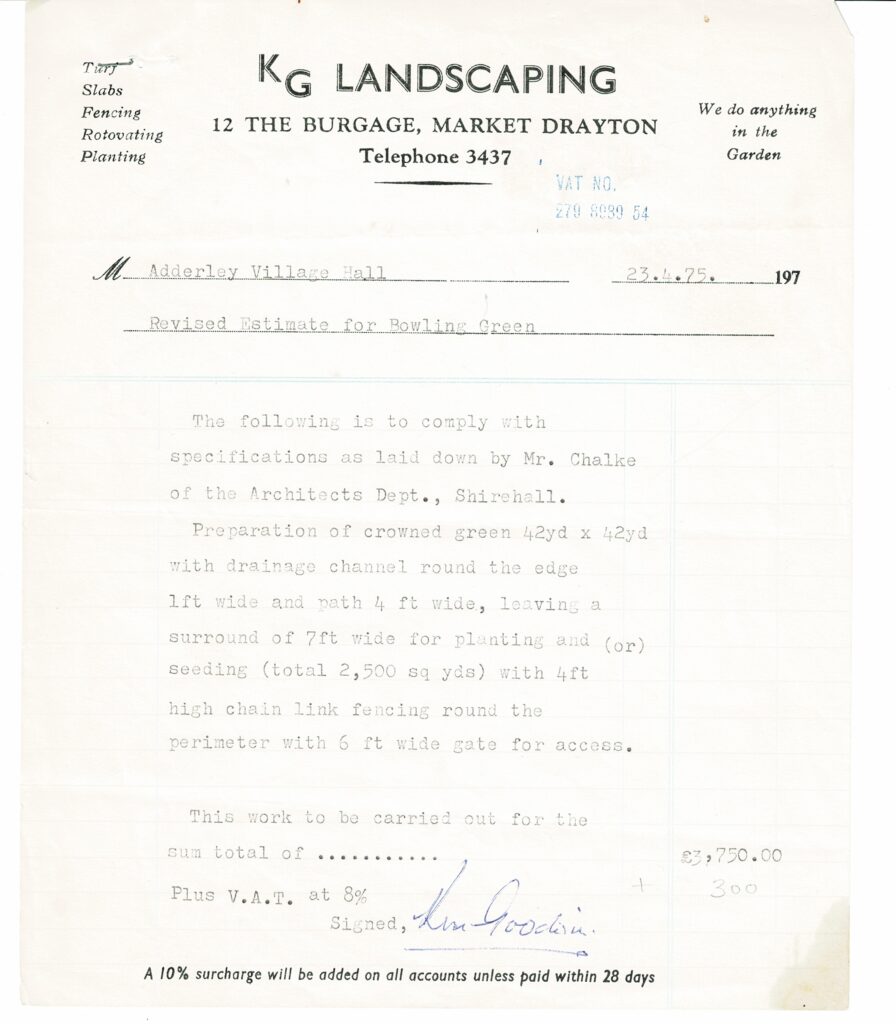 Turf
Slabs
Fencing
Rotovating
Planting
KG LANDSCAPING
12 THE BURGAGE, MARKET DRAYTON
Telephone 3437
We do anything
in the
Garden
VAT NO.
279 8939 54
M Adderley Village Hall 23.4.75. 197
Revised Estimate for Bowling Green
The following is to comply with
specifications as laid down by Mr. Chalke
of the Architects Dept., Shirehall.
Preparation of crowned green 42yd x 42yd
with drainage channel round the edge
1ft wide and path 4 ft wide, leaving a
surround of 7ft wide for planting and (or)
seeding (total 2,500 sq yds) with 4ft
high chain link fencing round the
perimeter with 6 ft wide gate for access.
This work to be carried out for the
sum total of ........... £3,750.00
Plus V.A.T. at 8% + 300
Signed, Ken Goodwin.
A 10% surcharge will be added on all accounts unless paid within 28 days